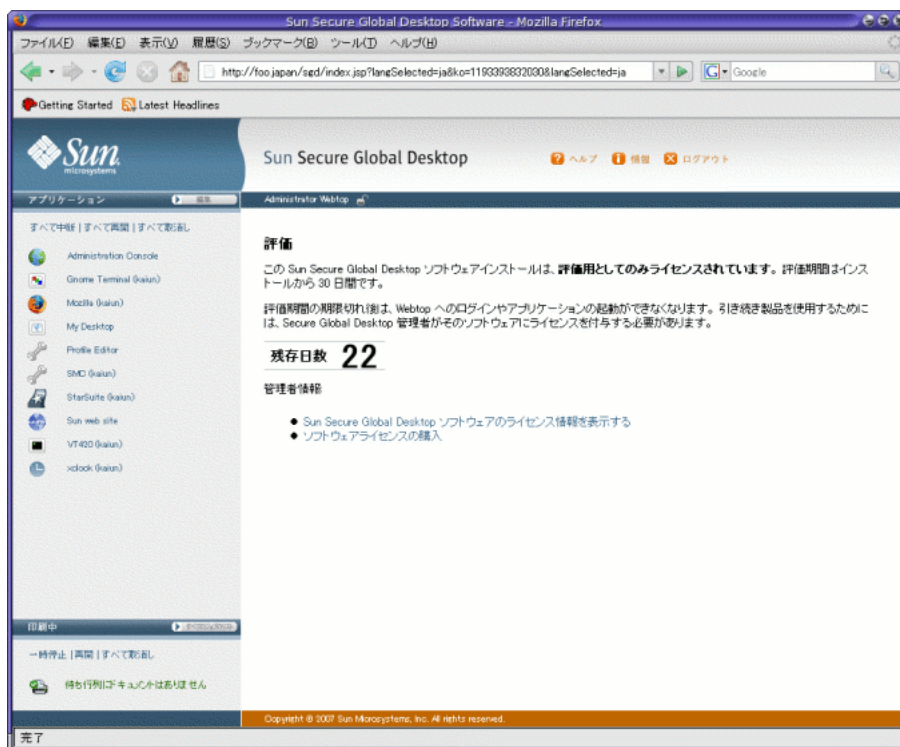 Sun Secure Global Desktop Software - Mozilla Firefox
ファイル(F) 編集(E) 表示(V) 履歴(S) ブックマーク(B) ツール(T) ヘルプ(H)
http://foo.japan/sgd/index.jsp?langSelected=ja&ko=1193393832030&langSelected=ja
Google
Getting Started Latest Headlines
Sun
microsystems
Sun Secure Global Desktop
ヘルプ 情報 ログアウト
アプリケーション 編集
Administrator Webtop
すべて中断 | すべて再開 | すべて取消し
Administration Console
Gnome Terminal (kaiun)
Mozilla (kaiun)
My Desktop
Profile Editor
SMC (kaiun)
StarSuite (kaiun)
Sun web site
VT420 (kaiun)
xclock (kaiun)
評価
この Sun Secure Global Desktop ソフトウェアインストールは、評価用としてのみライセンスされています。評価期間はインス
トールから 30 日間です。
評価期間の期限切れ後は、Webtop へのログインやアプリケーションの起動ができなくなります。引き続き製品を使用するために
は、Secure Global Desktop 管理者がそのソフトウェアにライセンスを付与する必要があります。
残存日数 22
管理者情報
Sun Secure Global Desktop ソフトウェアのライセンス情報を表示する
ソフトウェアライセンスの購入
印刷中
一時停止 | 再開 | すべて取消し
待ち行列にドキュメントはありません
Copyright © 2007 Sun Microsystems, Inc. All rights reserved.
完了